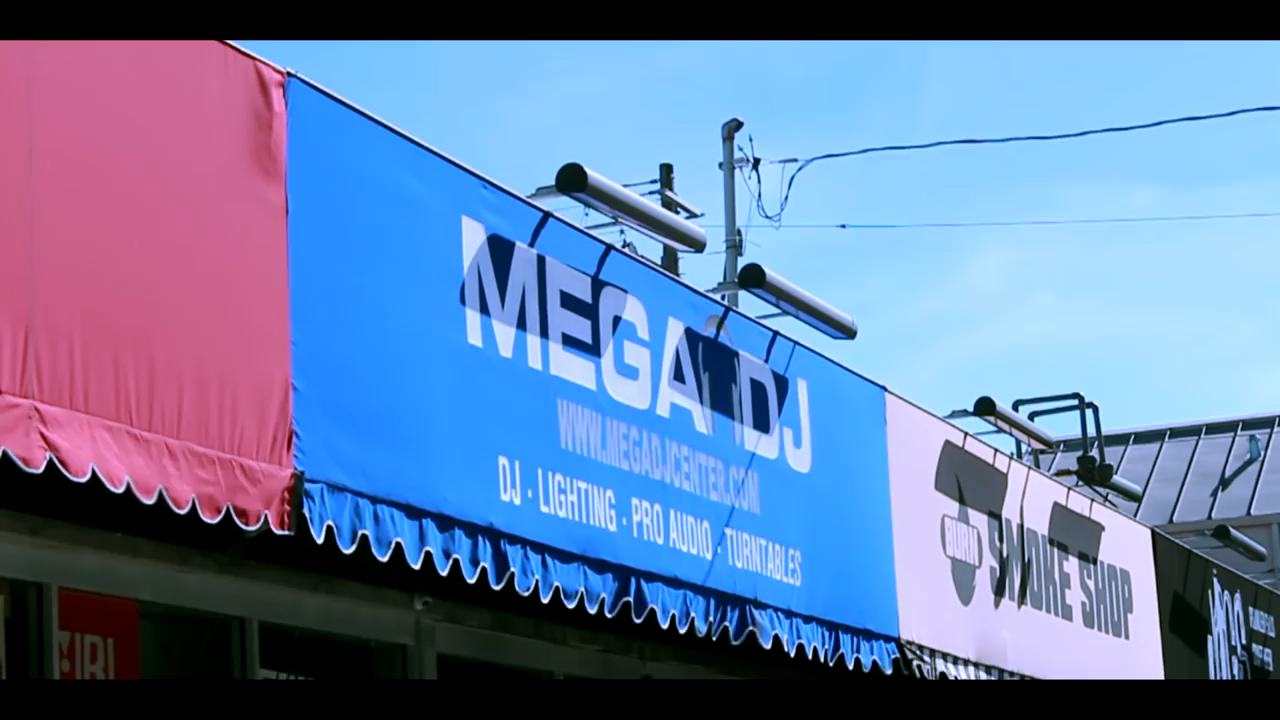 MEGA DJ
WWW.MEGADJCENTER.COM
DJ · LIGHTING · PRO AUDIO · TURNTABLES
BURN
SMOKE SHOP